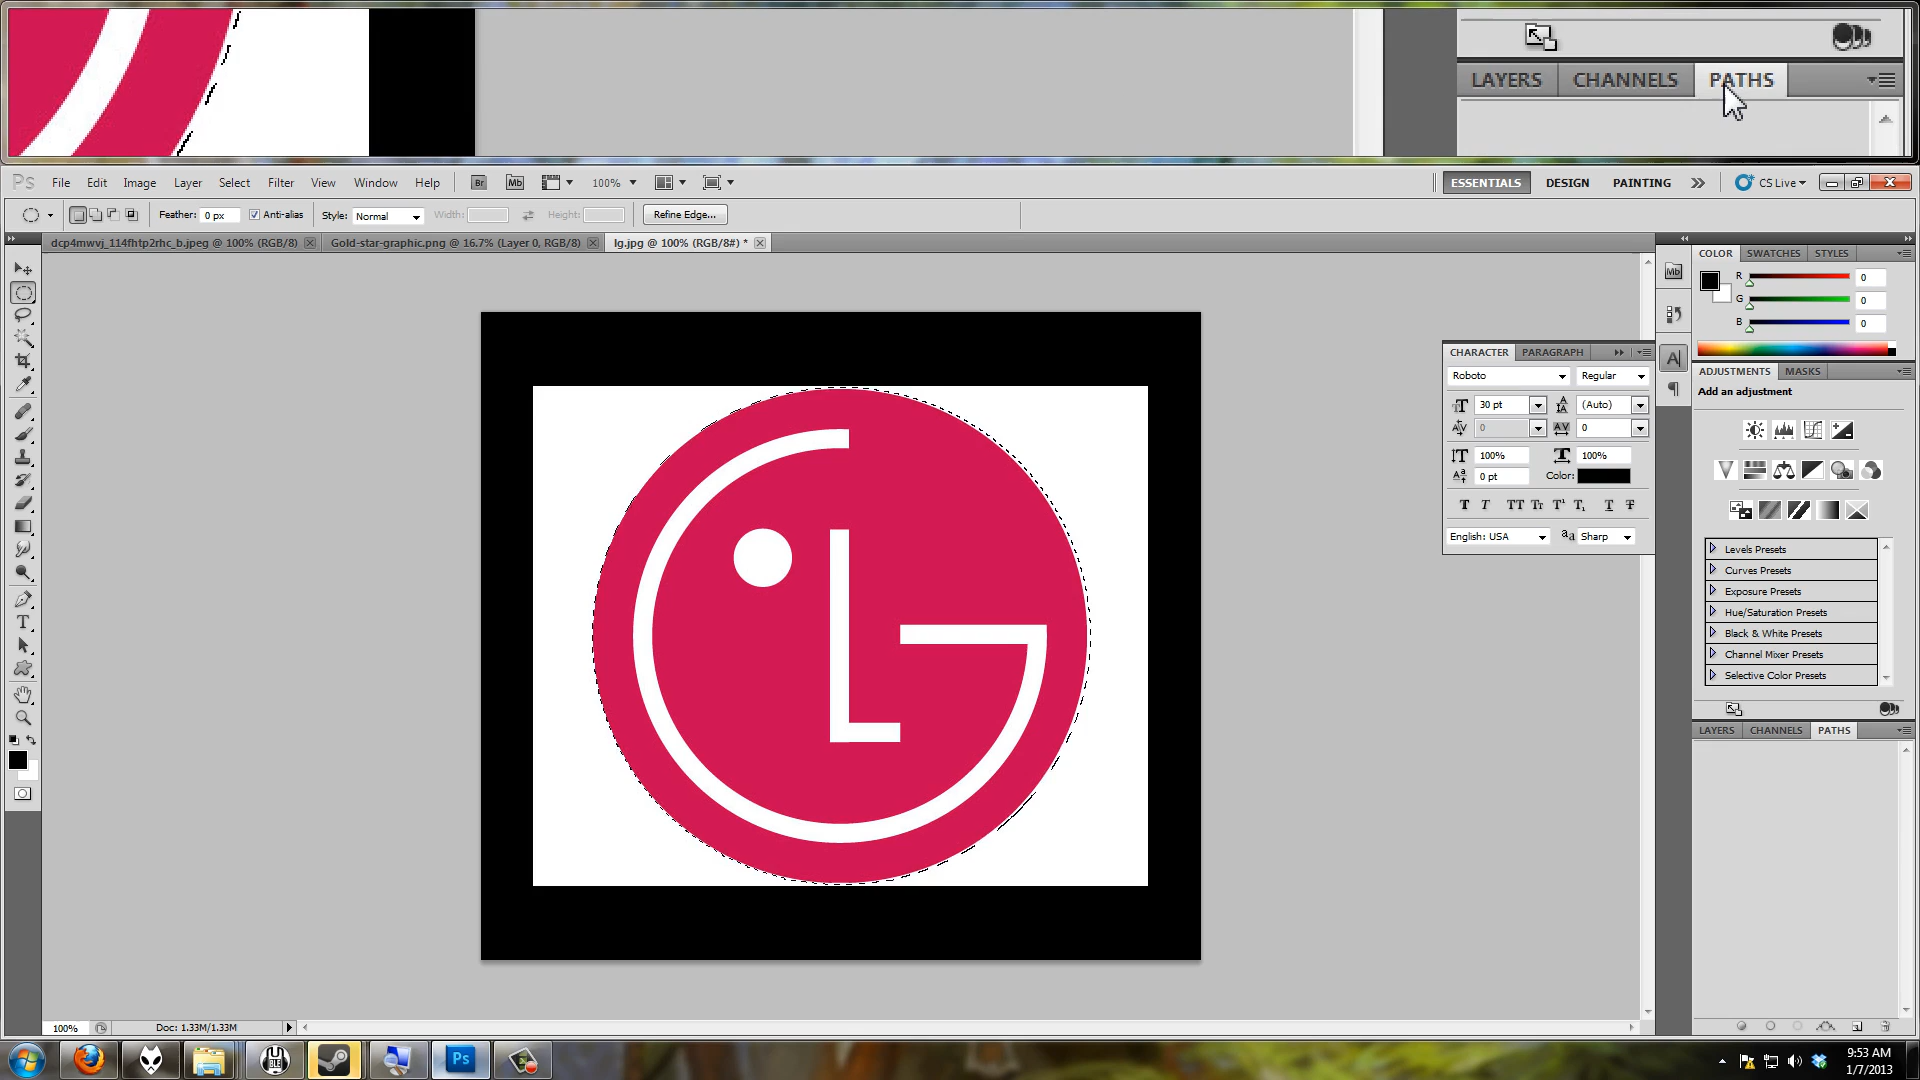 LAYERS CHANNELS PATHS
Ps File Edit Image Layer Select Filter View Window Help Br Mb 100% ESSENTIALS DESIGN PAINTING CS Live
Feather: 0 px Anti-alias Style: Normal Width: Height: Refine Edge...
dcp4mwvj_114fhtp2rhc_b.jpeg @ 100% (RGB/8) Gold-star-graphic.png @ 16.7% (Layer 0, RGB/8) lg.jpg @ 100% (RGB/8#) *
COLOR SWATCHES STYLES
Mb
R 0
G 0
B 0
CHARACTER PARAGRAPH
Roboto Regular
30 pt (Auto)
0 0
100% 100%
0 pt Color:
English: USA aa Sharp
ADJUSTMENTS MASKS
Add an adjustment
Levels Presets
Curves Presets
Exposure Presets
Hue/Saturation Presets
Black & White Presets
Channel Mixer Presets
Selective Color Presets
LAYERS CHANNELS PATHS
LG
100% Doc: 1.33M/1.33M
Ps
9:53 AM
1/7/2013